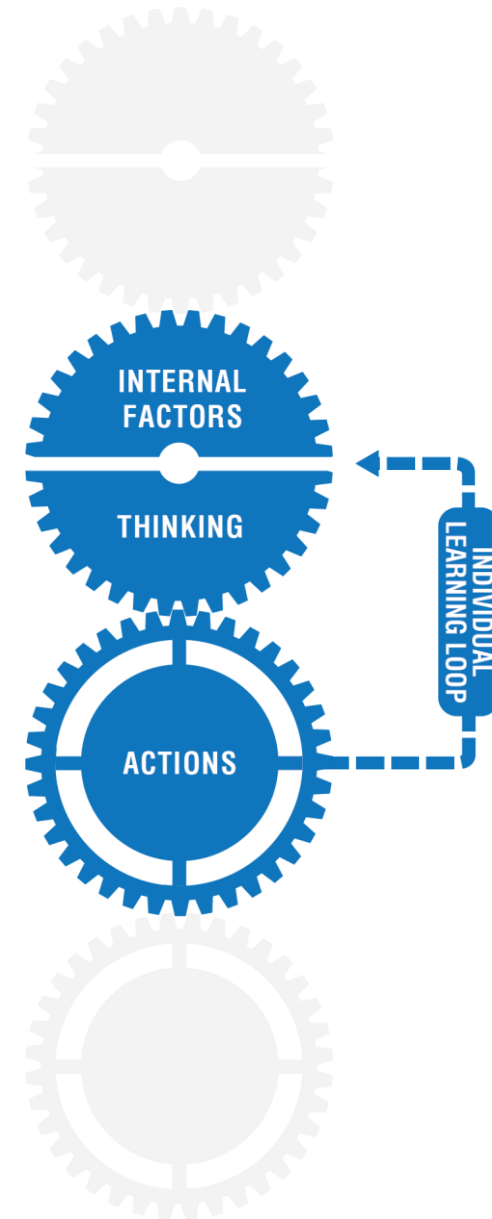 INTERNAL
FACTORS
THINKING
INDIVIDUAL
LEARNING LOOP
ACTIONS